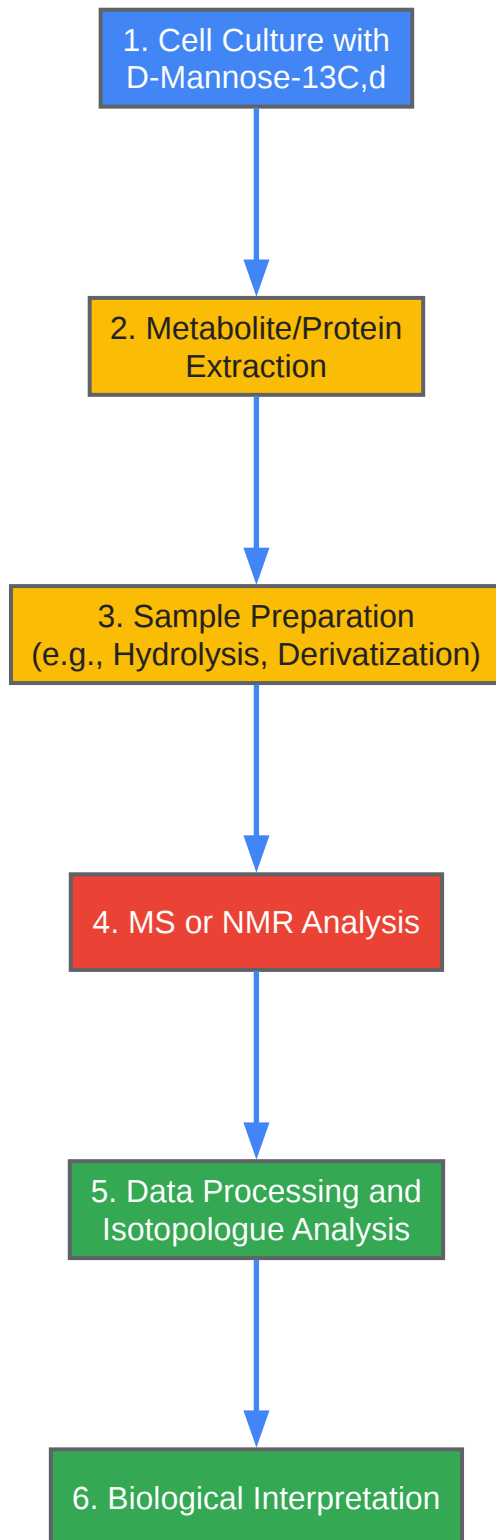 1. Cell Culture with
D-Mannose-13C,d
2. Metabolite/Protein
Extraction
3. Sample Preparation
(e.g., Hydrolysis, Derivatization)
4. MS or NMR Analysis
5. Data Processing and
Isotopologue Analysis
6. Biological Interpretation